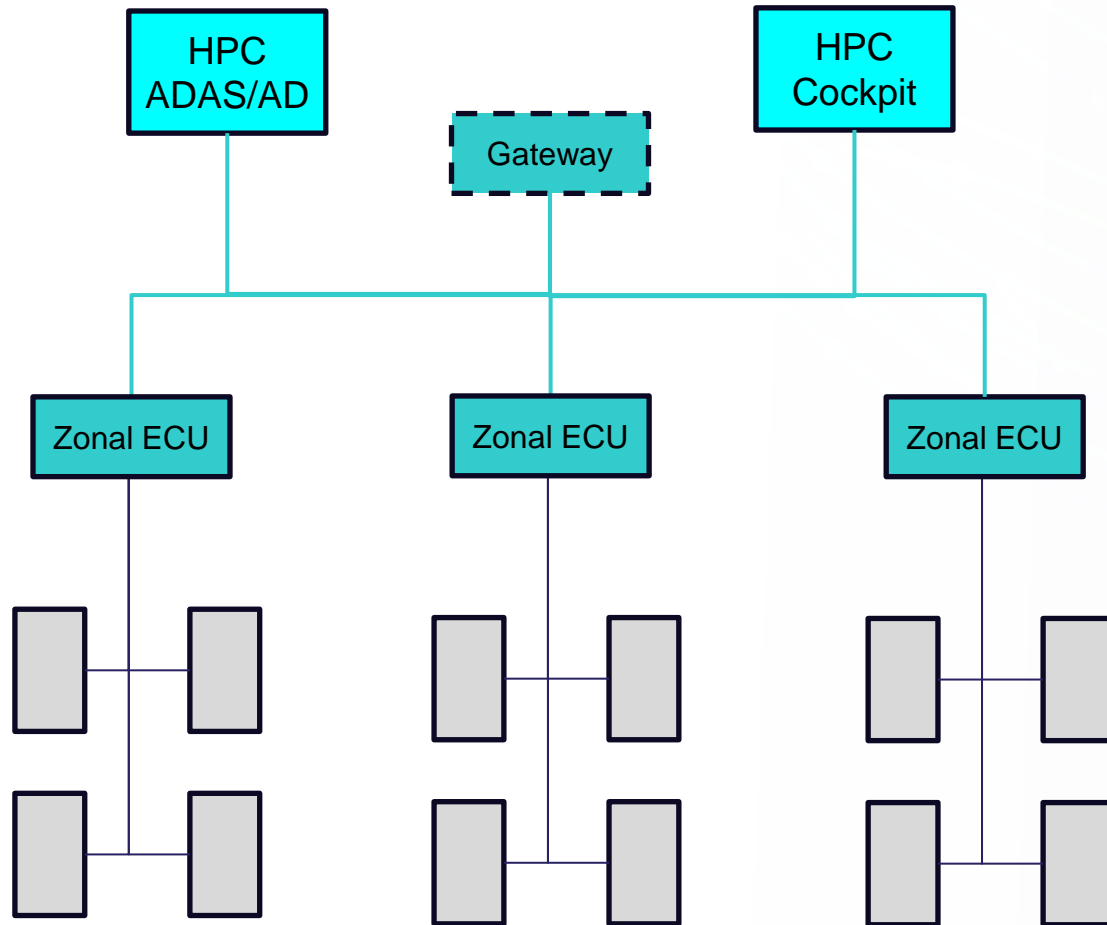 HPC
ADAS/AD
HPC
Cockpit
Gateway
Zonal ECU
Zonal ECU
Zonal ECU